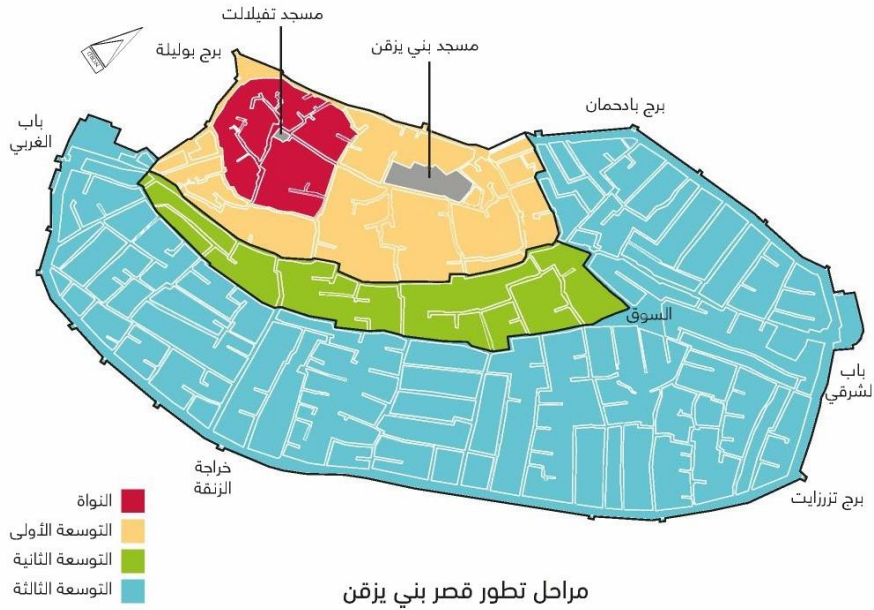 مسجد تفيلالت
مسجد بني يزقن
برج بوليلة
برج بادحمان
باب
الغربي
السوق
باب
لشرقي
برج تزرزايت
خراجة
الزنقة
النواة
التوسعة الأولى
التوسعة الثانية
التوسعة الثالثة
مراحل تطور قصر بني يزقن